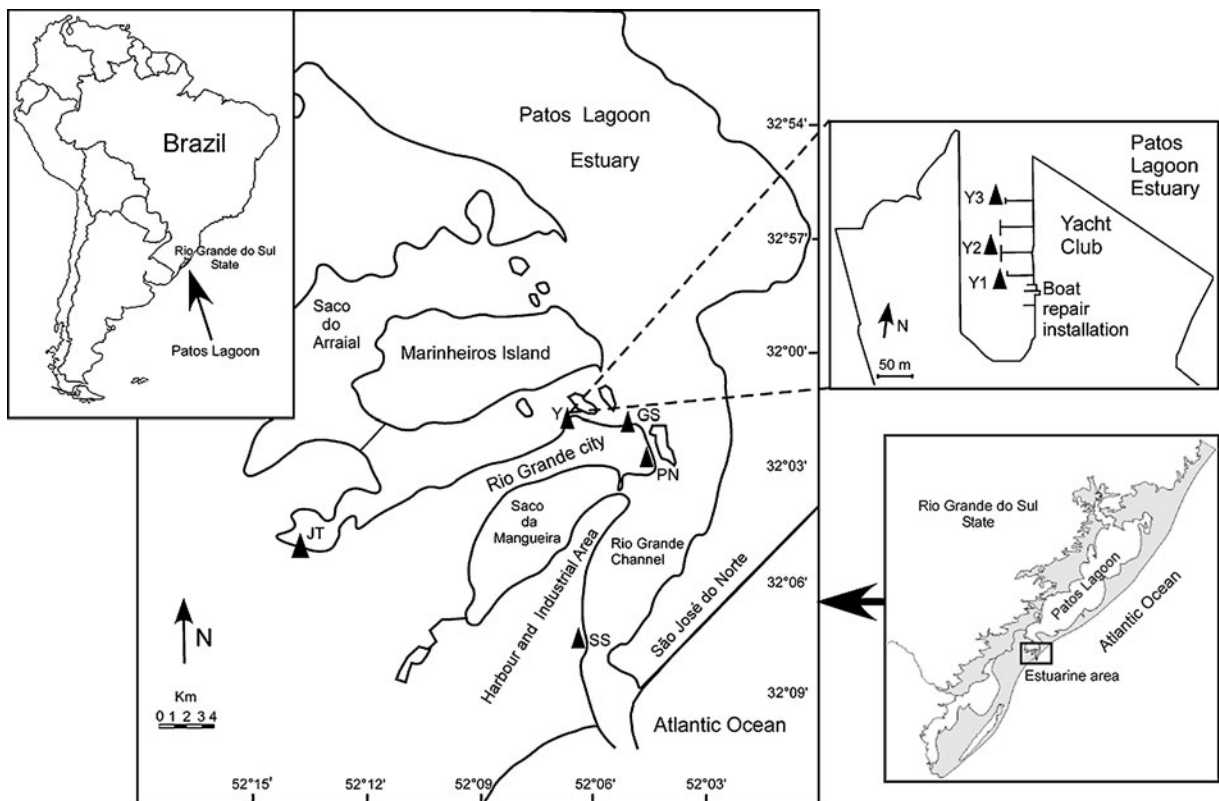 Brazil
Rio Grande do Sul
State
Patos Lagoon
Patos Lagoon
Estuary
Saco
do
Arraial
Marinheiros Island
Y
GS
PN
Rio Grande city
JT
Saco
da
Mangueira
Harbour and Industrial Area
Rio Grande
Channel
SS
São José do Norte
Atlantic Ocean
N
Km
0 1 2 3 4
32°54'
32°57'
32°00'
32°03'
32°06'
32°09'
52°15'
52°12'
52°09'
52°06'
52°03'
Patos
Lagoon
Estuary
Y3
Y2
Y1
Yacht
Club
Boat
repair
installation
N
50 m
Rio Grande do Sul
State
Patos Lagoon
Atlantic Ocean
Estuarine area